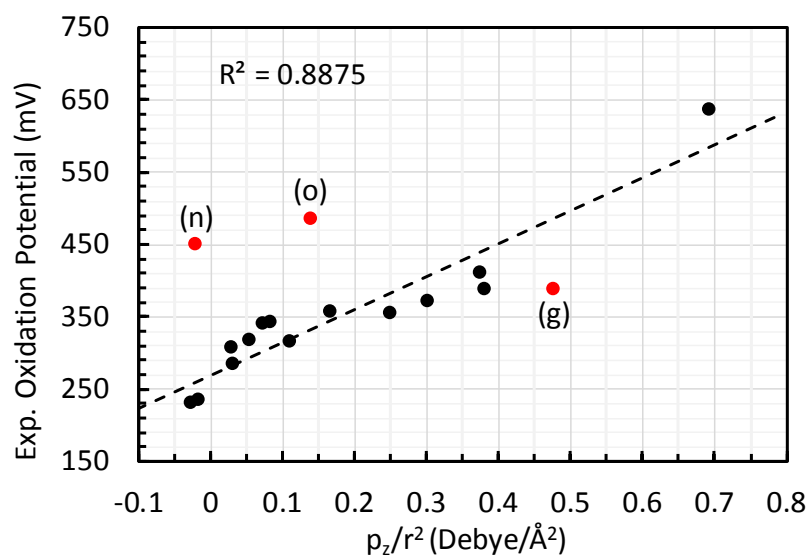 750
650
550
450
350
250
150
Exp. Oxidation Potential (mV)
R² = 0.8875
(n)
(o)
(g)
-0.1 0 0.1 0.2 0.3 0.4 0.5 0.6 0.7 0.8
p_z/r² (Debye/Å²)